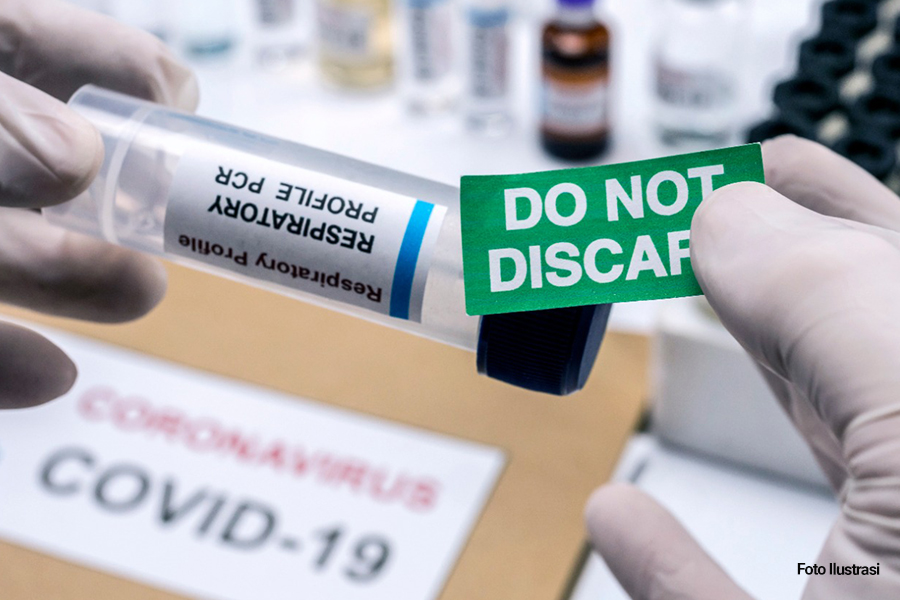 RESPIRATORY
PROFILE PCR
Respiratory Profile
DO NOT
DISCAR
CORONAVIRUS
COVID-19
Foto Ilustrasi